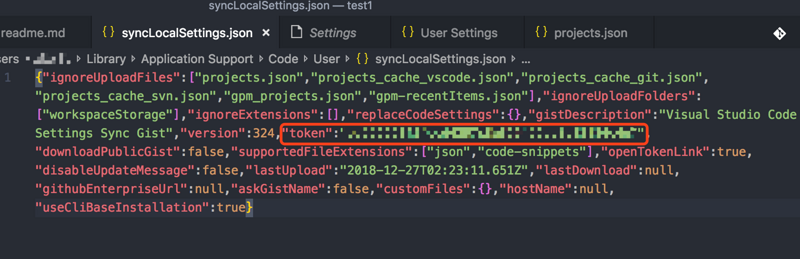 syncLocalSettings.json — test1
readme.md
syncLocalSettings.json ×
Settings
User Settings
projects.json
sers › › Library › Application Support › Code › User › {} syncLocalSettings.json › ...
1 {"ignoreUploadFiles":["projects.json","projects_cache_vscode.json","projects_cache_git.json",
"projects_cache_svn.json","gpm_projects.json","gpm-recentItems.json"],"ignoreUploadFolders":
["workspaceStorage"],"ignoreExtensions":[],"replaceCodeSettings":{},"gistDescription":"Visual Studio Code
Settings Sync Gist","version":324,"token":"
"downloadPublicGist":false,"supportedFileExtensions":["json","code-snippets"],"openTokenLink":true,
"disableUpdateMessage":false,"lastUpload":"2018-12-27T02:23:11.651Z","lastDownload":null,
"githubEnterpriseUrl":null,"askGistName":false,"customFiles":{},"hostName":null,
"useCliBaseInstallation":true}